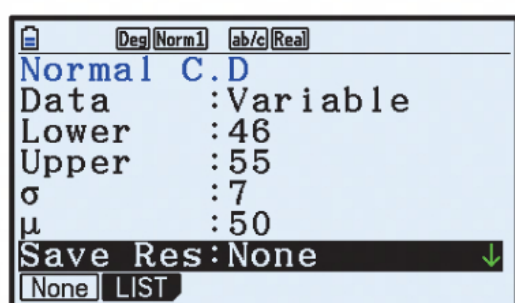 Deg Norm1 ab/c Real
Normal C.D
Data :Variable
Lower :46
Upper :55
σ :7
μ :50
Save Res:None ↓
None LIST